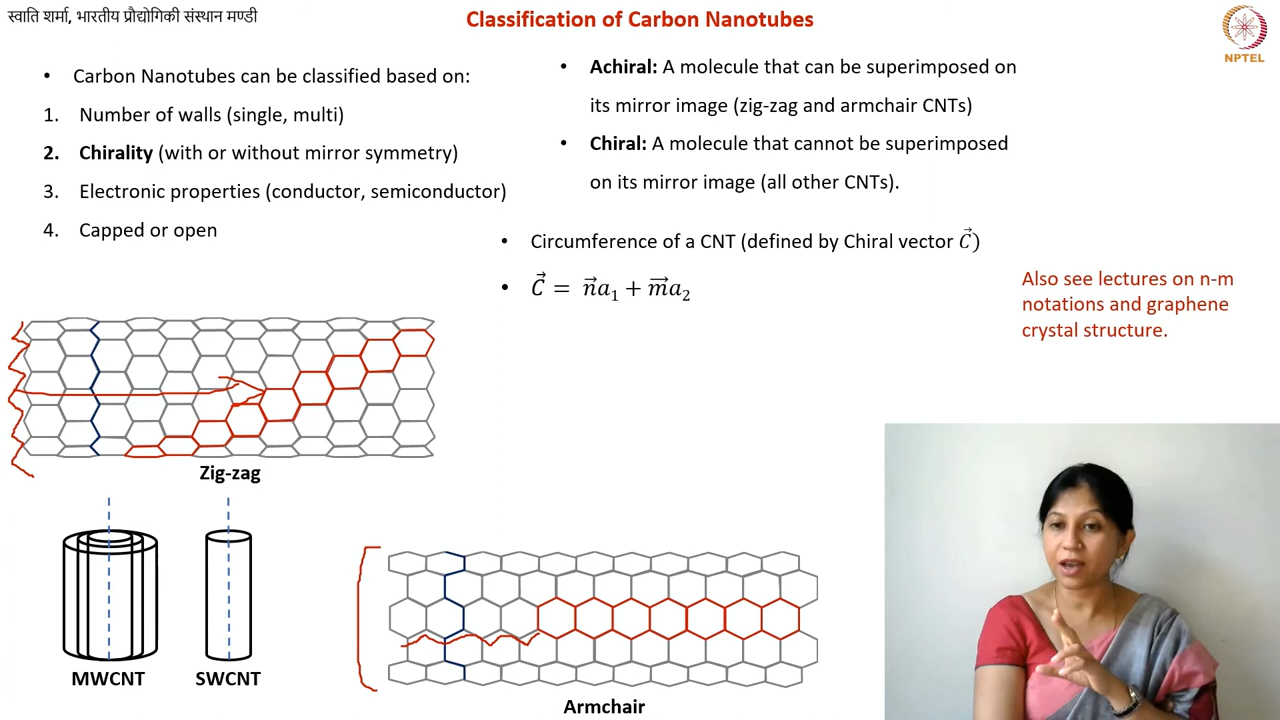 स्वाति शर्मा, भारतीय प्रौद्योगिकी संस्थान मण्डी
Classification of Carbon Nanotubes
NPTEL
• Carbon Nanotubes can be classified based on:
1. Number of walls (single, multi)
2. Chirality (with or without mirror symmetry)
3. Electronic properties (conductor, semiconductor)
4. Capped or open
• Achiral: A molecule that can be superimposed on
its mirror image (zig-zag and armchair CNTs)
• Chiral: A molecule that cannot be superimposed
on its mirror image (all other CNTs).
• Circumference of a CNT (defined by Chiral vector C⃗)
• C⃗ = n⃗a₁ + m⃗a₂
Also see lectures on n-m
notations and graphene
crystal structure.
Zig-zag
MWCNT
SWCNT
Armchair